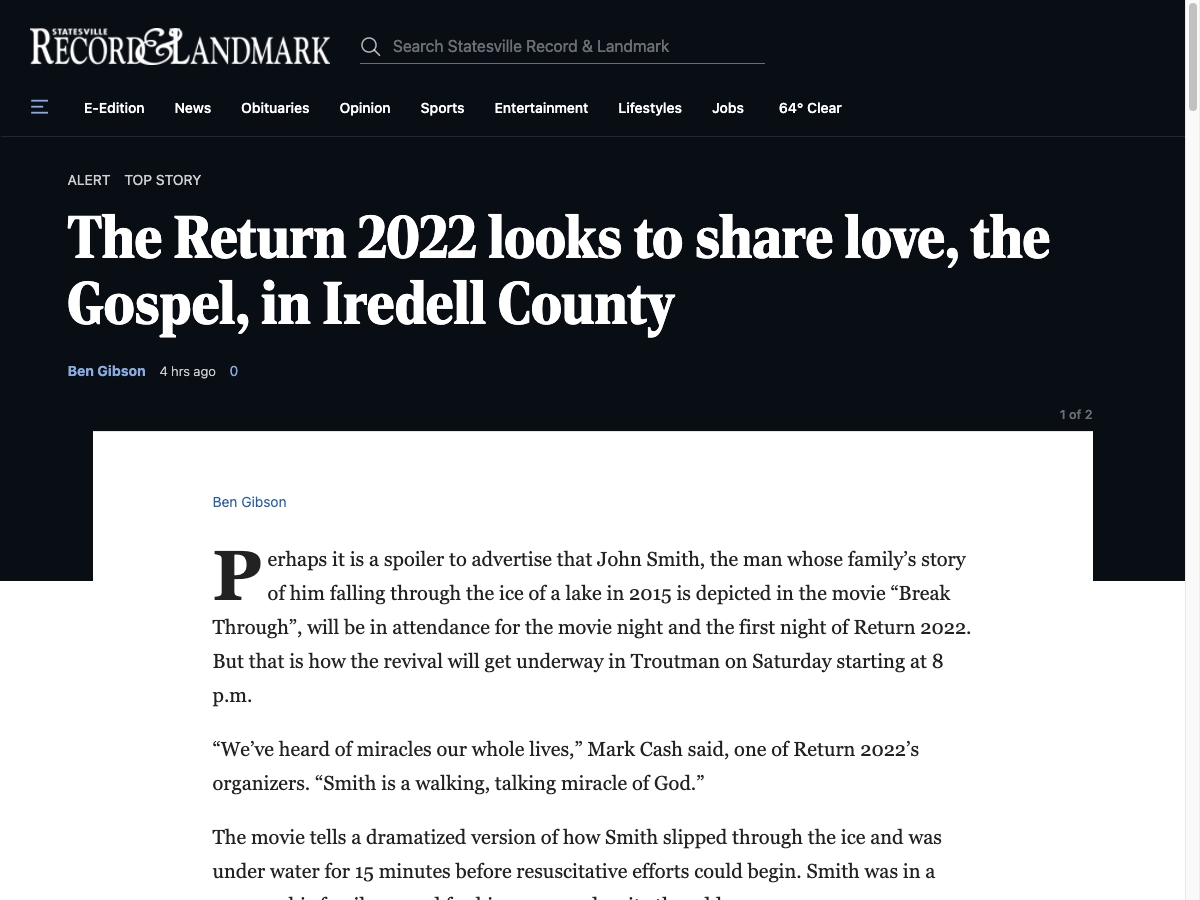 STATESVILLE
RECORD&LANDMARK
Search Statesville Record & Landmark
E-Edition News Obituaries Opinion Sports Entertainment Lifestyles Jobs 64° Clear
ALERT TOP STORY
The Return 2022 looks to share love, the
Gospel, in Iredell County
Ben Gibson 4 hrs ago 0
1 of 2
Ben Gibson
Perhaps it is a spoiler to advertise that John Smith, the man whose family’s story
of him falling through the ice of a lake in 2015 is depicted in the movie “Break
Through”, will be in attendance for the movie night and the first night of Return 2022.
But that is how the revival will get underway in Troutman on Saturday starting at 8
p.m.
“We’ve heard of miracles our whole lives,” Mark Cash said, one of Return 2022’s
organizers. “Smith is a walking, talking miracle of God.”
The movie tells a dramatized version of how Smith slipped through the ice and was
under water for 15 minutes before resuscitative efforts could begin. Smith was in a